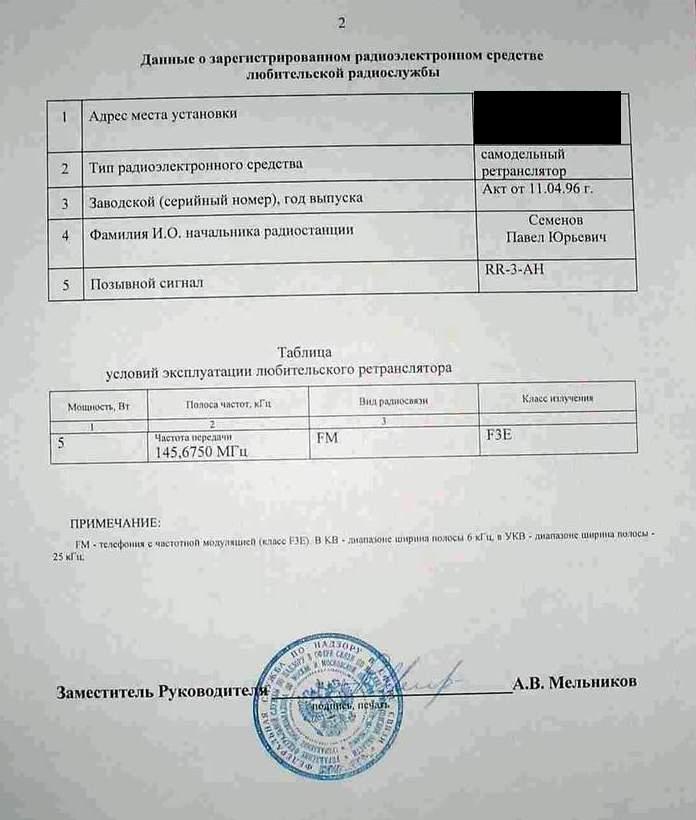 2
Данные о зарегистрированном радиоэлектронном средстве
любительской радиослужбы
1 Адрес места установки
2 Тип радиоэлектронного средства самодельный
ретранслятор
3 Заводской (серийный номер), год выпуска Акт от 11.04.96 г.
4 Фамилия И.О. начальника радиостанции Семенов
Павел Юрьевич
5 Позывной сигнал RR-3-AH
Таблица
условий эксплуатации любительского ретранслятора
Мощность, Вт Полоса частот, кГц Вид радиосвязи Класс излучения
1 2 3
5 Частота передачи FM F3E
145,6750 МГц
ПРИМЕЧАНИЕ:
FM - телефония с частотной модуляцией (класс F3E). В КВ - диапазоне ширина полосы 6 кГц, в УКВ - диапазоне ширина полосы -
25 кГц;
Заместитель Руководителя А.В. Мельников
подпись, печать
ФЕДЕРАЛЬНАЯ СЛУЖБА ПО НАДЗОРУ В СФЕРЕ СВЯЗИ